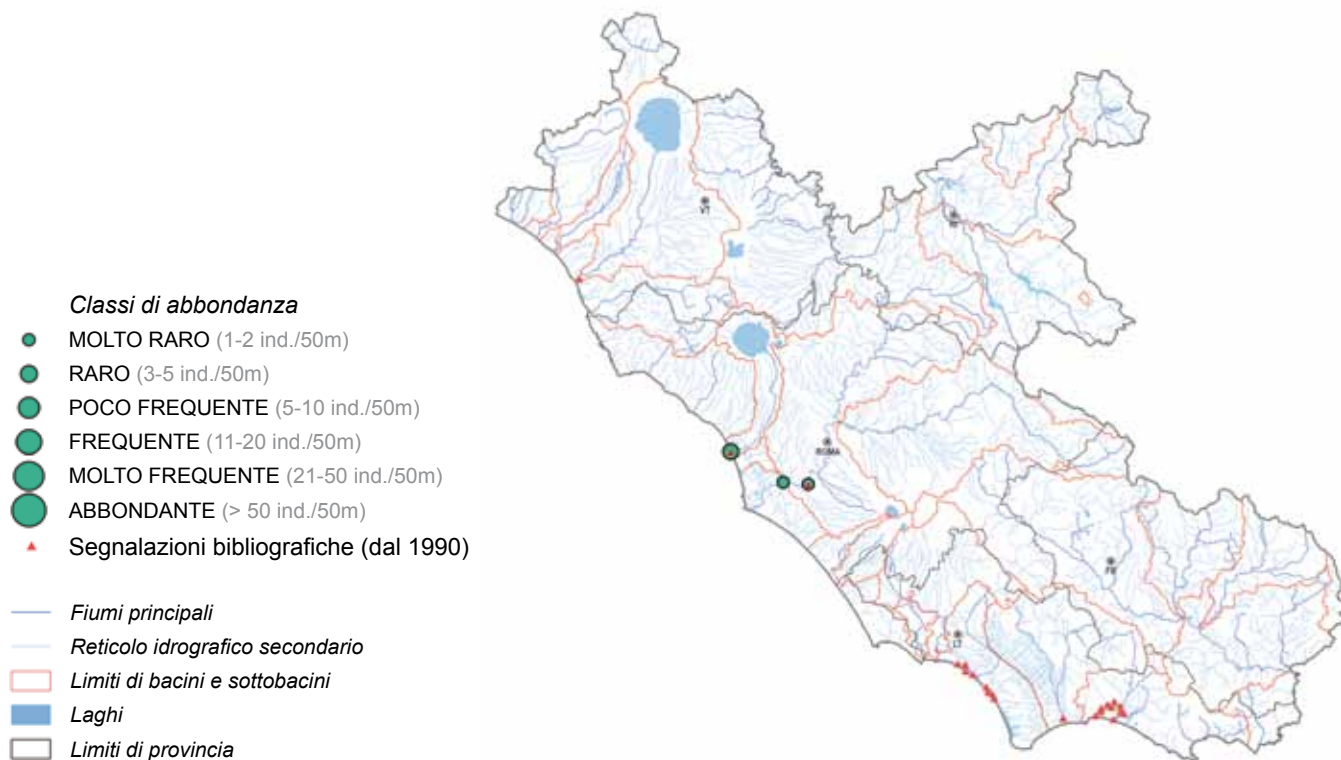 Classi di abbondanza
MOLTO RARO (1-2 ind./50m)
RARO (3-5 ind./50m)
POCO FREQUENTE (5-10 ind./50m)
FREQUENTE (11-20 ind./50m)
MOLTO FREQUENTE (21-50 ind./50m)
ABBONDANTE (> 50 ind./50m)
Segnalazioni bibliografiche (dal 1990)
Fiumi principali
Reticolo idrografico secondario
Limiti di bacini e sottobacini
Laghi
Limiti di provincia
VT
ROMA
LT